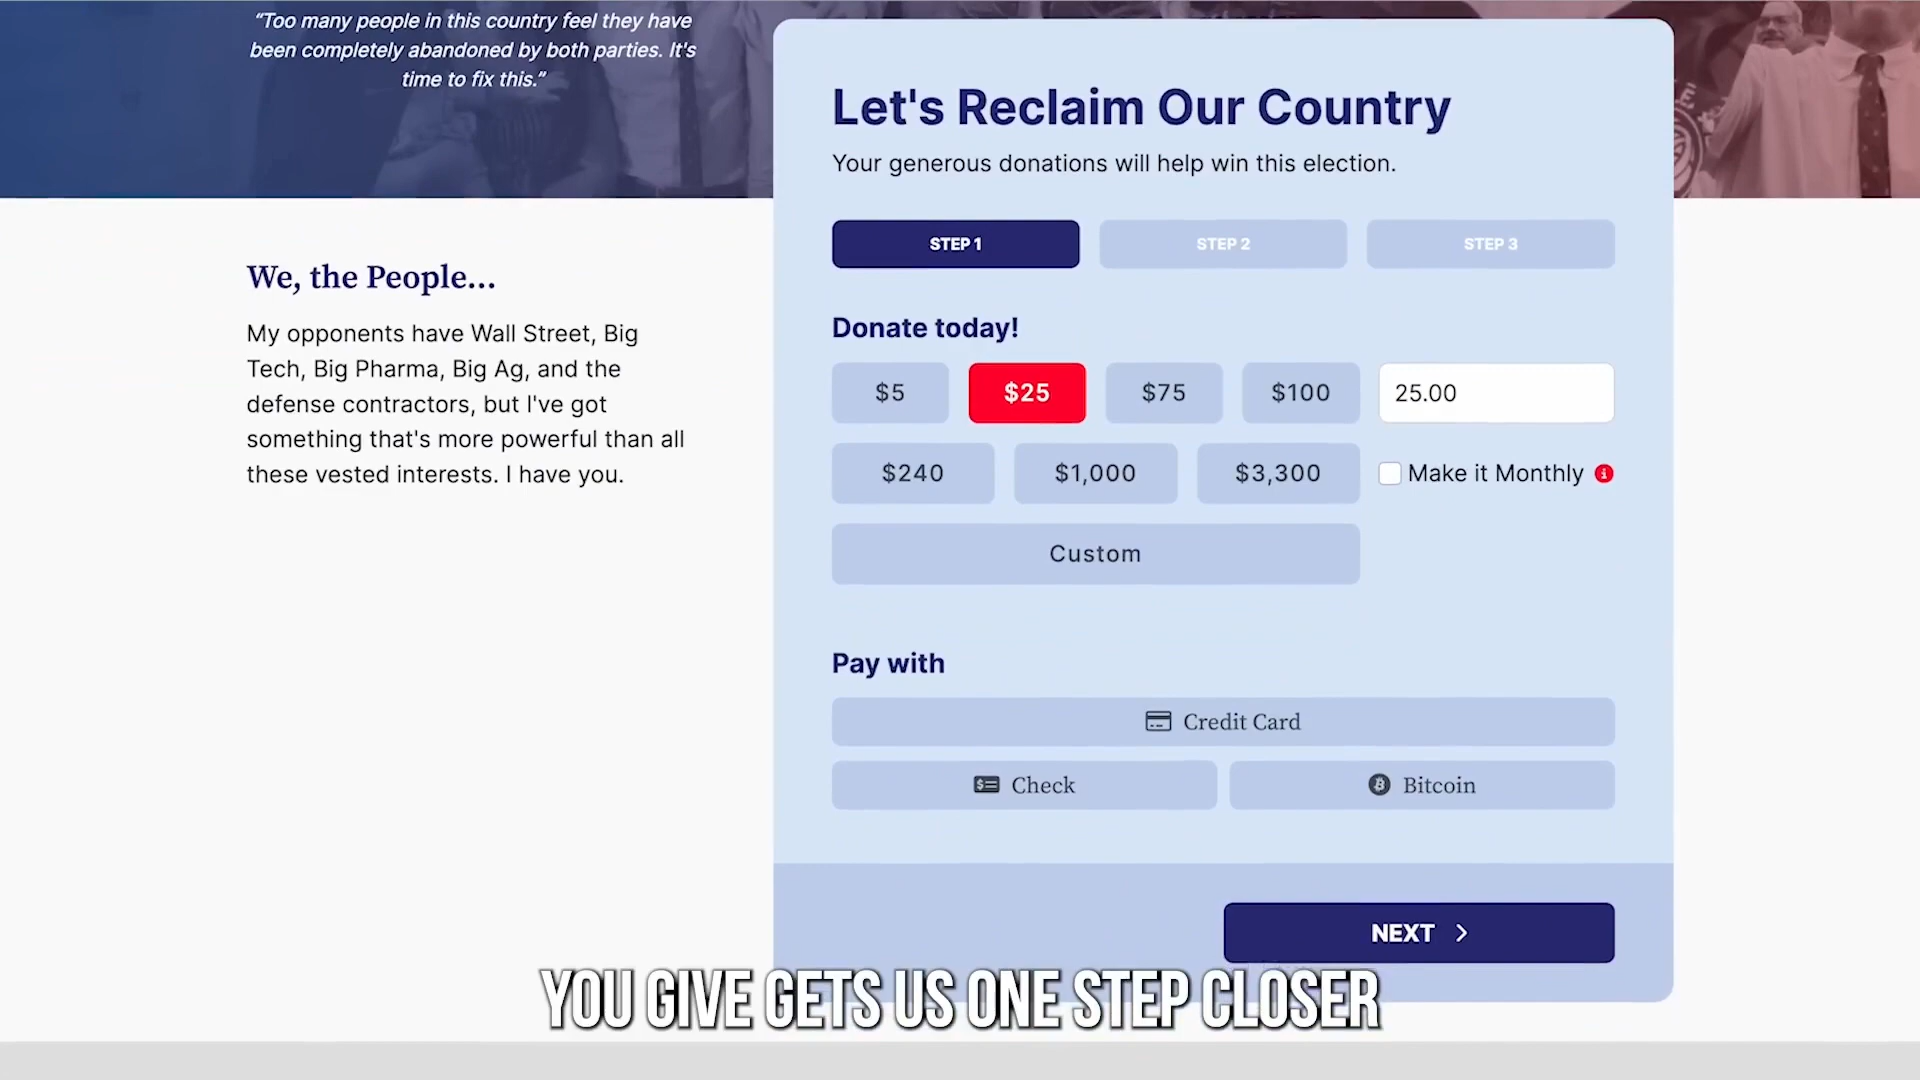 “Too many people in this country feel they have
been completely abandoned by both parties. It's
time to fix this.”
We, the People...
My opponents have Wall Street, Big
Tech, Big Pharma, Big Ag, and the
defense contractors, but I've got
something that's more powerful than all
these vested interests. I have you.
Let's Reclaim Our Country
Your generous donations will help win this election.
STEP 1 STEP 2 STEP 3
Donate today!
$5 $25 $75 $100 25.00
$240 $1,000 $3,300 Make it Monthly
Custom
Pay with
Credit Card
Check Bitcoin
NEXT
YOU GIVE GETS US ONE STEP CLOSER